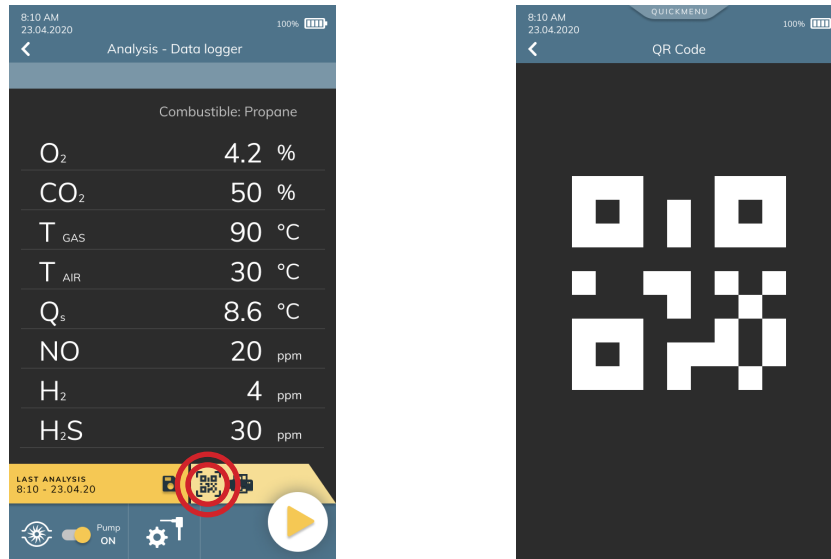 8:10 AM
23.04.2020
100%
Analysis - Data logger
Combustible: Propane
O₂ 4.2 %
CO₂ 50 %
T GAS 90 °C
T AIR 30 °C
Qₛ 8.6 °C
NO 20 ppm
H₂ 4 ppm
H₂S 30 ppm
LAST ANALYSIS
8:10 - 23.04.20
Pump
ON
8:10 AM
23.04.2020
QUICKMENU
100%
QR Code